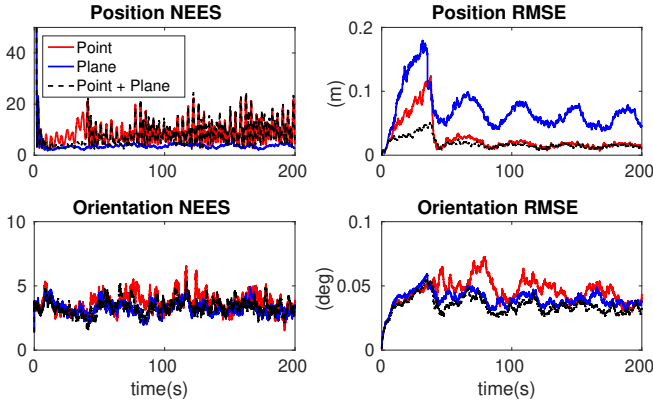 Position NEES
Position RMSE
40
20
0
Point
Plane
Point + Plane
0
100
200
(m)
0.2
0.1
0
0
100
200
Orientation NEES
Orientation RMSE
10
5
0
0
100
200
time(s)
(deg)
0.1
0.05
0
0
100
200
time(s)